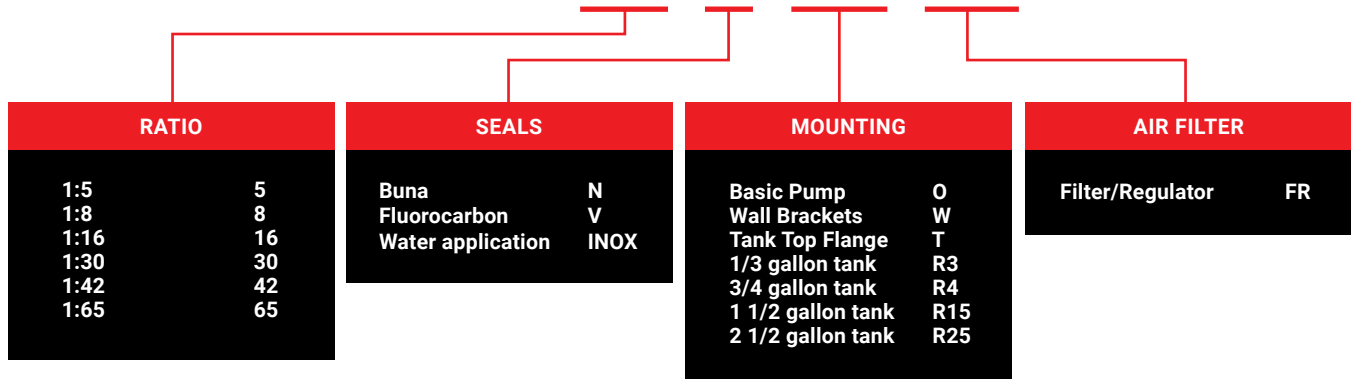 RATIO
1:5 5
1:8 8
1:16 16
1:30 30
1:42 42
1:65 65
SEALS
Buna N
Fluorocarbon V
Water application INOX
MOUNTING
Basic Pump O
Wall Brackets W
Tank Top Flange T
1/3 gallon tank R3
3/4 gallon tank R4
1 1/2 gallon tank R15
2 1/2 gallon tank R25
AIR FILTER
Filter/Regulator FR